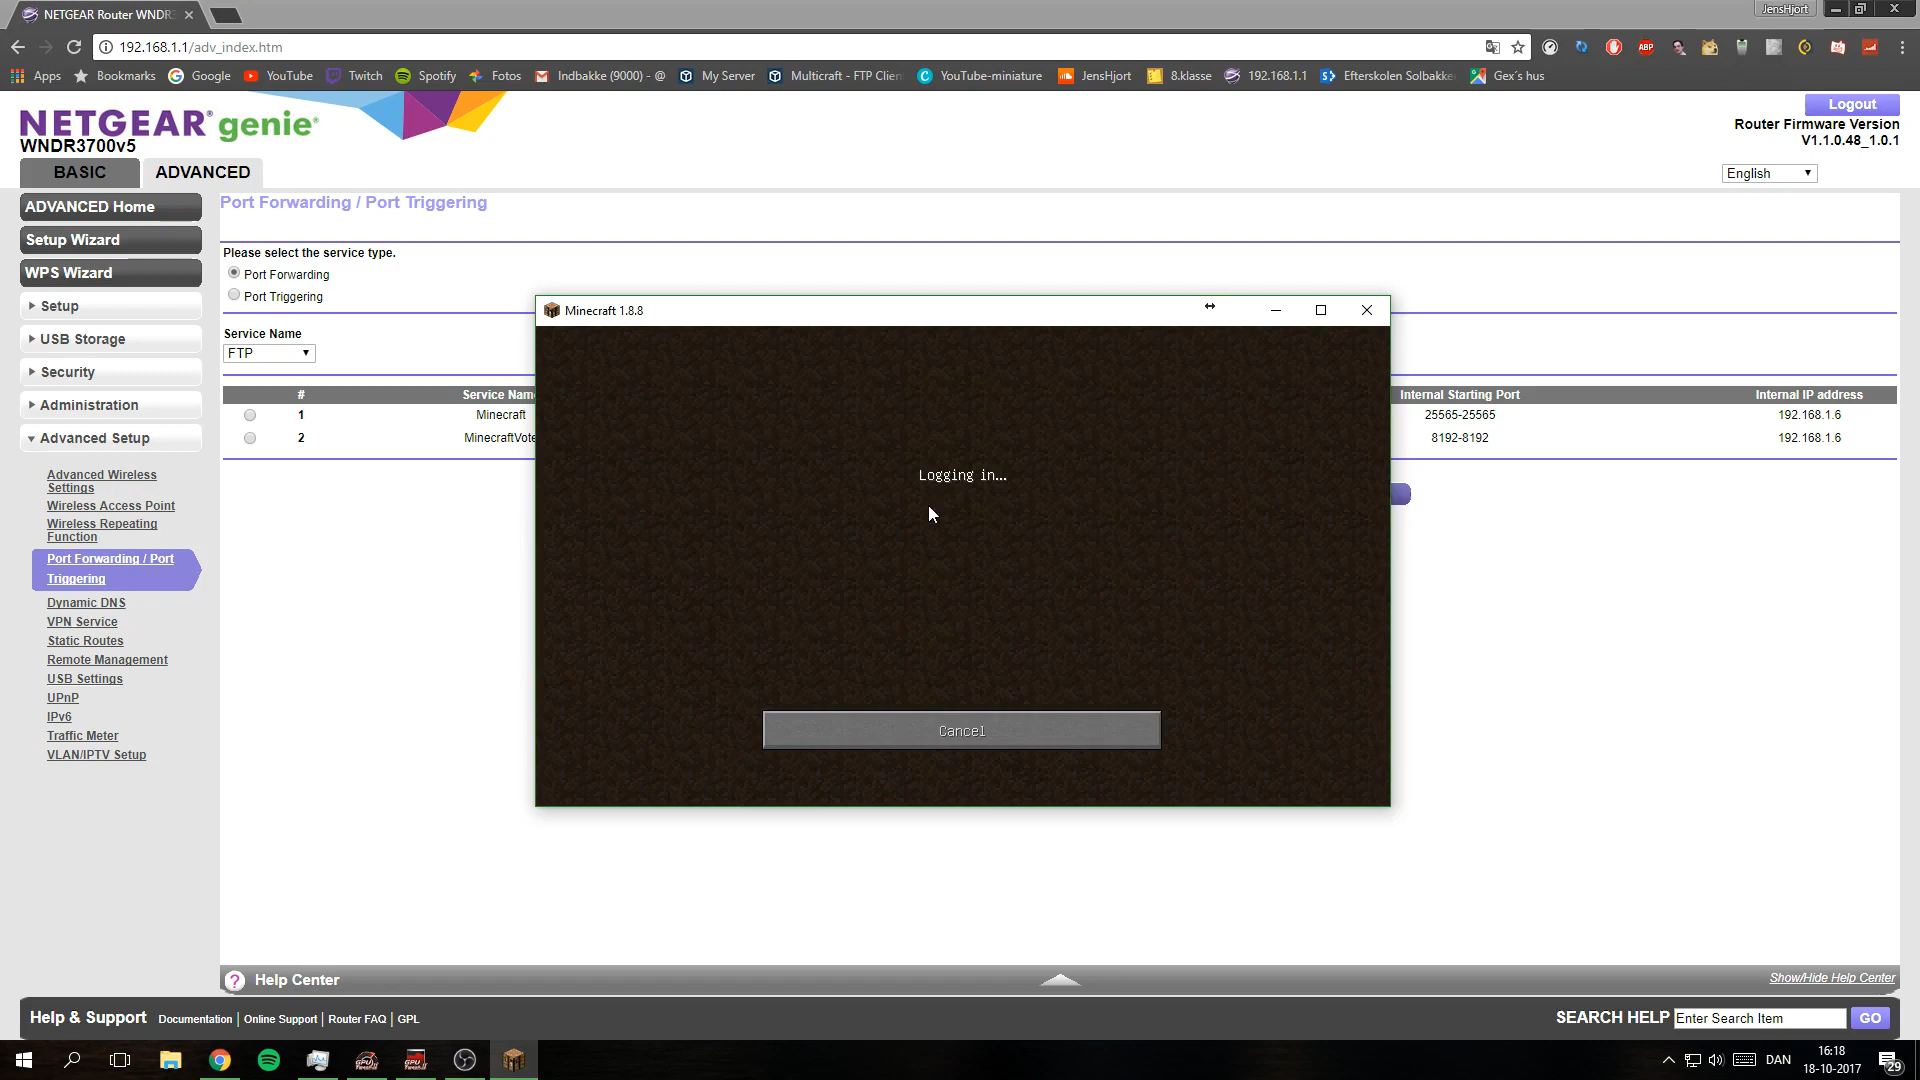 NETGEAR Router WNDR
JensHjort
192.168.1.1/adv_index.htm
ABP
Apps
Bookmarks
Google
YouTube
Twitch
Spotify
Fotos
Indbakke (9000) - @
My Server
Multicraft - FTP Clien
YouTube-miniature
JensHjort
8.klasse
192.168.1.1
Efterskolen Solbakke
Gex´s hus
NETGEAR® genie®
WNDR3700v5
Logout
Router Firmware Version
V1.1.0.48_1.0.1
BASIC
ADVANCED
English
ADVANCED Home
Setup Wizard
WPS Wizard
Setup
USB Storage
Security
Administration
Advanced Setup
Advanced Wireless
Settings
Wireless Access Point
Wireless Repeating
Function
Port Forwarding / Port
Triggering
Dynamic DNS
VPN Service
Static Routes
Remote Management
USB Settings
UPnP
IPv6
Traffic Meter
VLAN/IPTV Setup
Port Forwarding / Port Triggering
Please select the service type.
Port Forwarding
Port Triggering
Service Name
FTP
# Service Name Internal Starting Port Internal IP address
1 Minecraft 25565-25565 192.168.1.6
2 MinecraftVote 8192-8192 192.168.1.6
Minecraft 1.8.8
Logging in...
Cancel
? Help Center
Show/Hide Help Center
Help & Support Documentation | Online Support | Router FAQ | GPL
SEARCH HELP Enter Search Item GO
DAN
16:18
18-10-2017
29